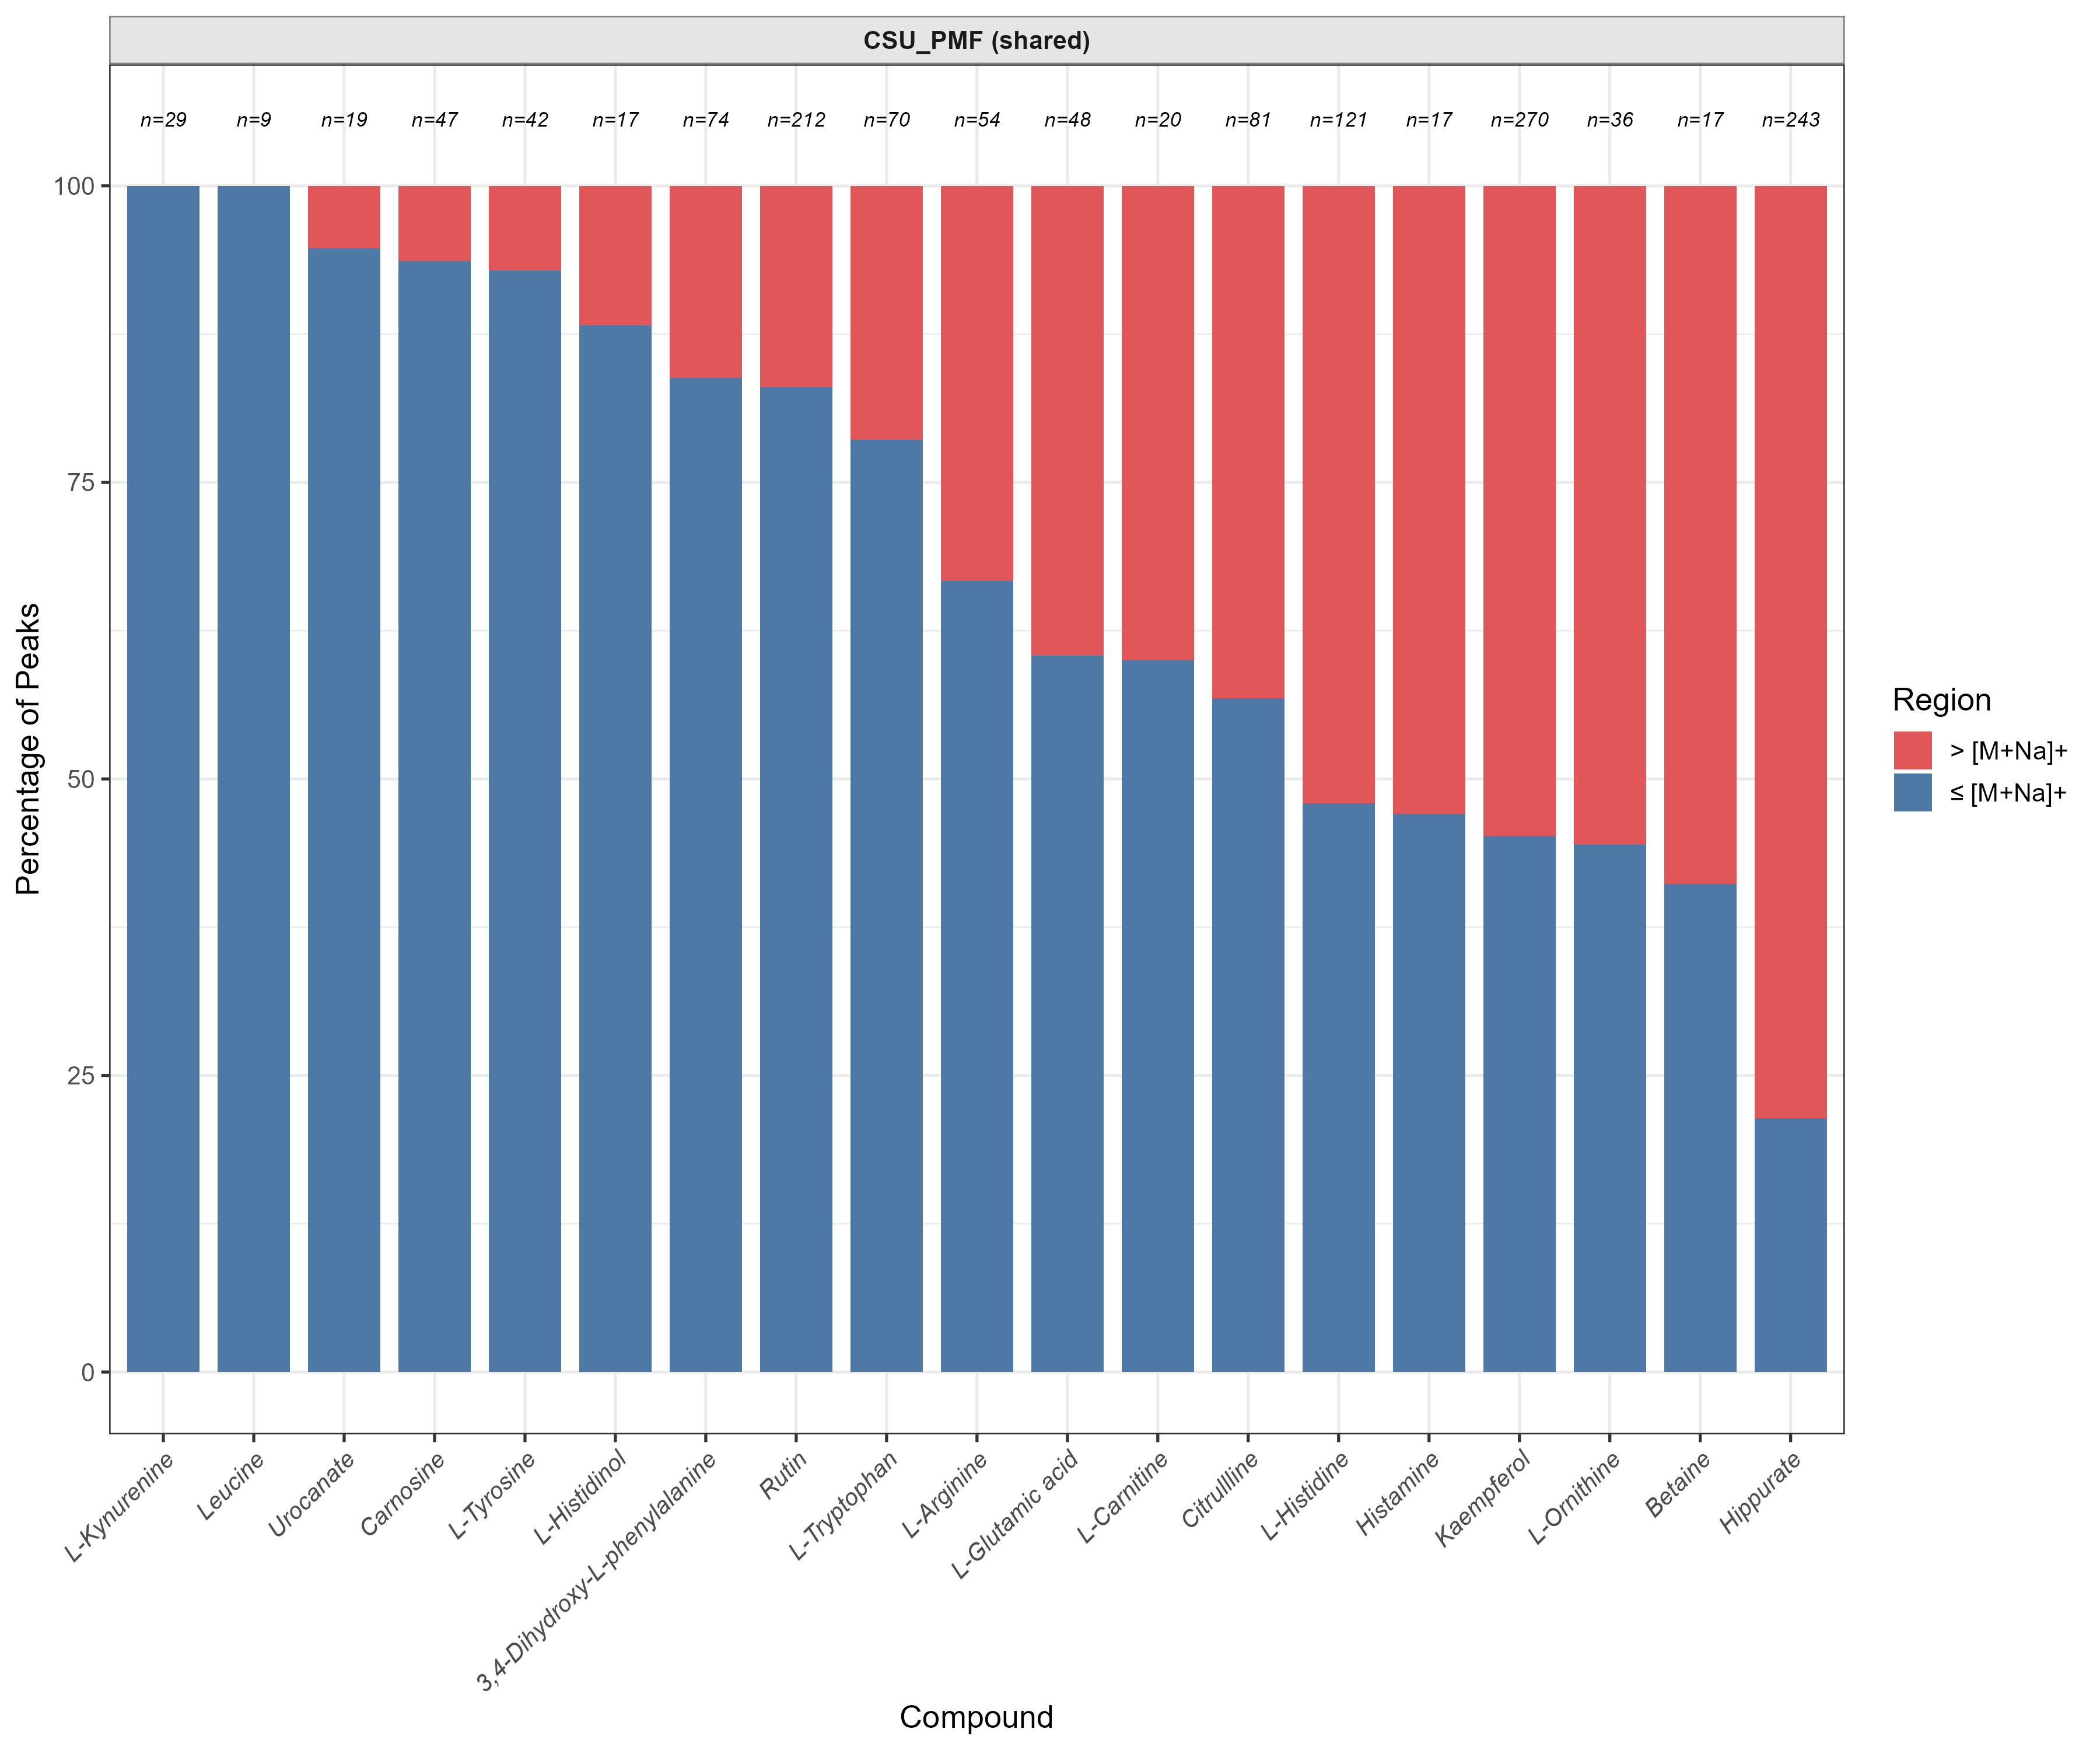 CSU_PMF (shared)
n=29 n=9 n=19 n=47 n=42 n=17 n=74 n=212 n=70 n=54 n=48 n=20 n=81 n=121 n=17 n=270 n=36 n=17 n=243
100
75
50
25
0
Percentage of Peaks
L-Kynurenine
Leucine
Urocanate
Carnosine
L-Tyrosine
L-Histidinol
3,4-Dihydroxy-L-phenylalanine
Rutin
L-Tryptophan
L-Arginine
L-Glutamic acid
L-Carnitine
Citrullline
L-Histidine
Histamine
Kaempferol
L-Ornithine
Betaine
Hippurate
Compound
Region
> [M+Na]+
≤ [M+Na]+